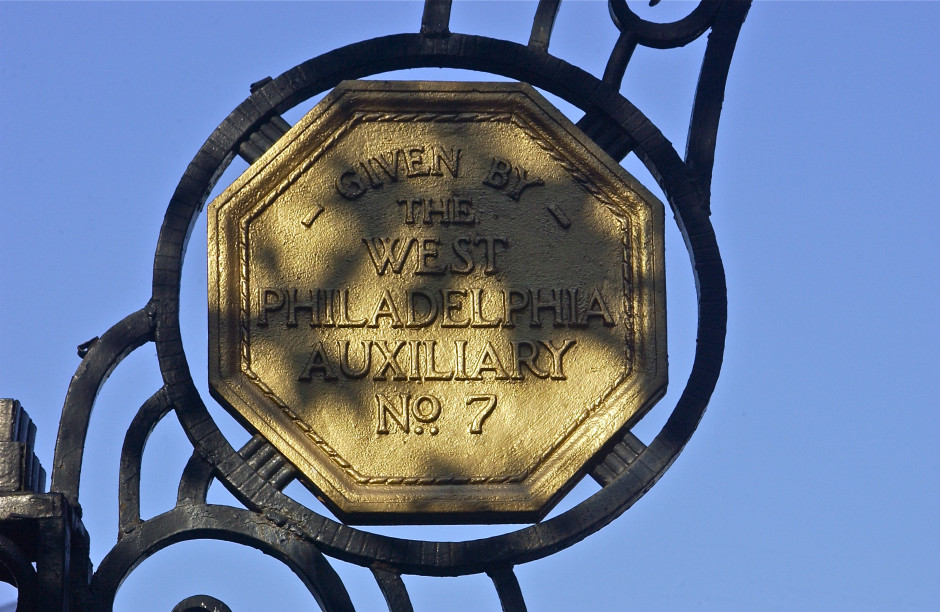 GIVEN BY
THE
WEST
PHILADELPHIA
AUXILIARY
No. 7